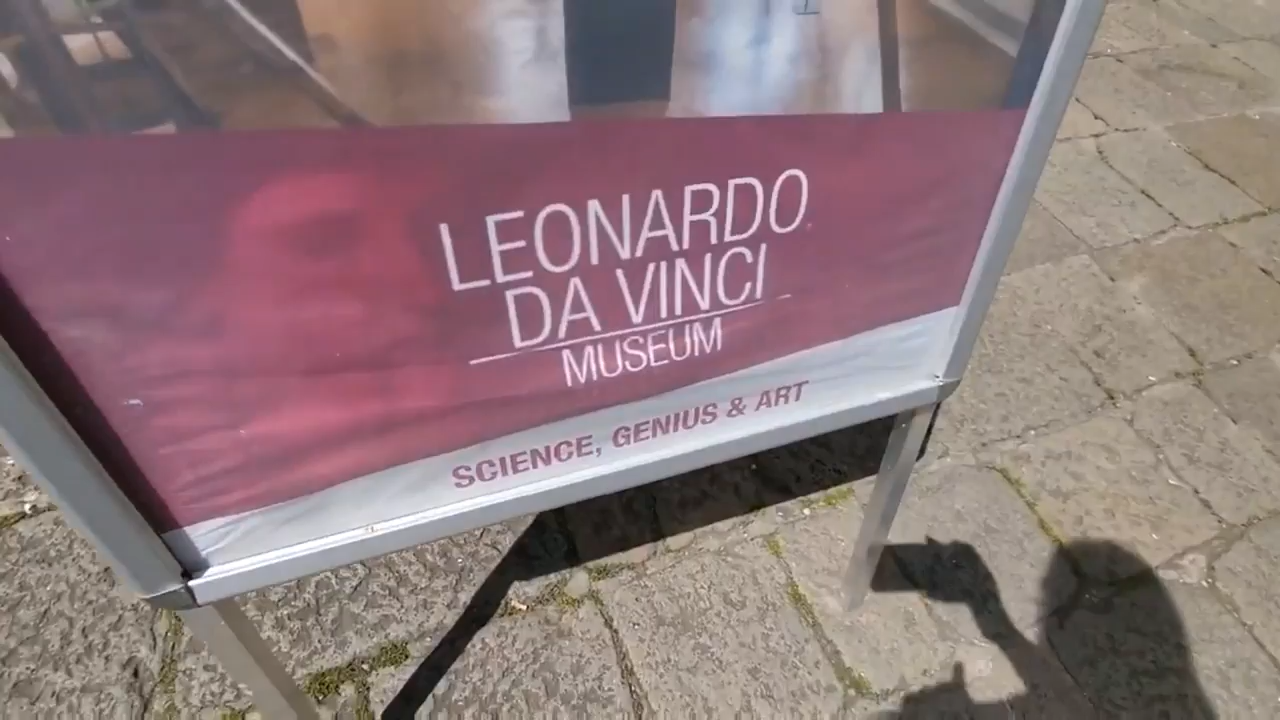 LEONARDO
DA VINCI
MUSEUM
SCIENCE, GENIUS & ART